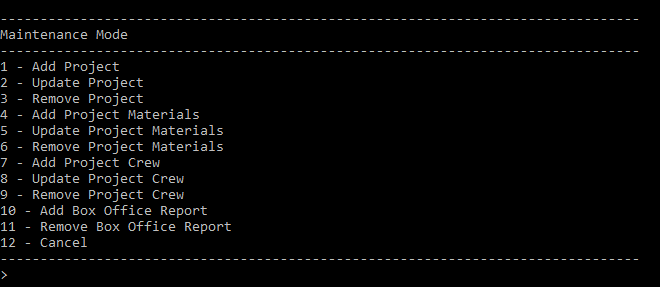 --------------------------------------------------------------------------------
Maintenance Mode
--------------------------------------------------------------------------------
1 - Add Project
2 - Update Project
3 - Remove Project
4 - Add Project Materials
5 - Update Project Materials
6 - Remove Project Materials
7 - Add Project Crew
8 - Update Project Crew
9 - Remove Project Crew
10 - Add Box Office Report
11 - Remove Box Office Report
12 - Cancel
--------------------------------------------------------------------------------
>